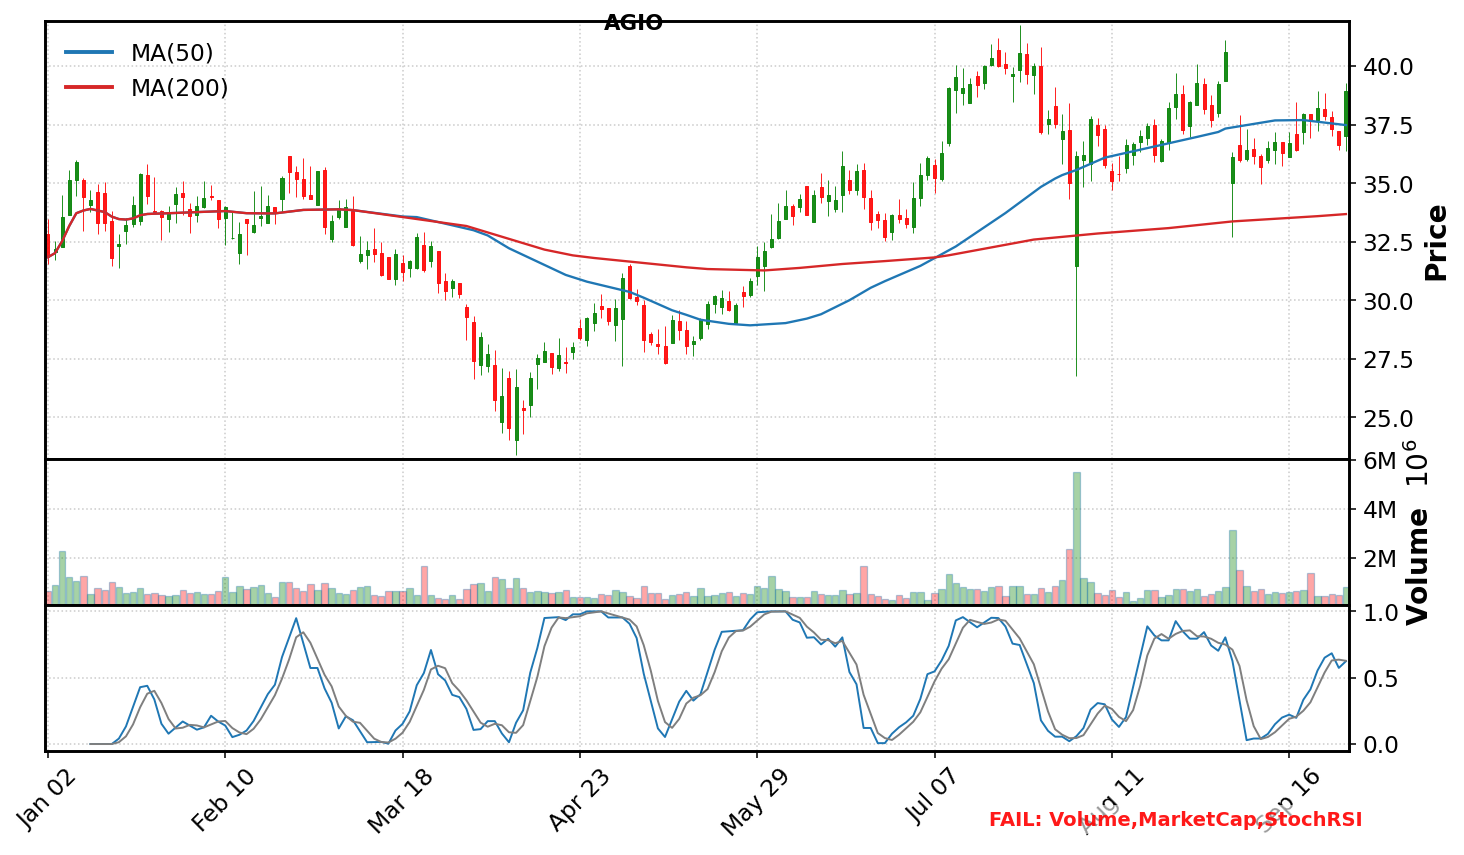 AGIO
MA(50)
MA(200)
40.0
37.5
35.0
32.5
30.0
27.5
25.0
Price
6M
4M
2M
Volume 10^6
1.0
0.5
0.0
Jan 02
Feb 10
Mar 18
Apr 23
May 29
Jul 07
Aug 11
Sep 16
FAIL: Volume,MarketCap,StochRSI